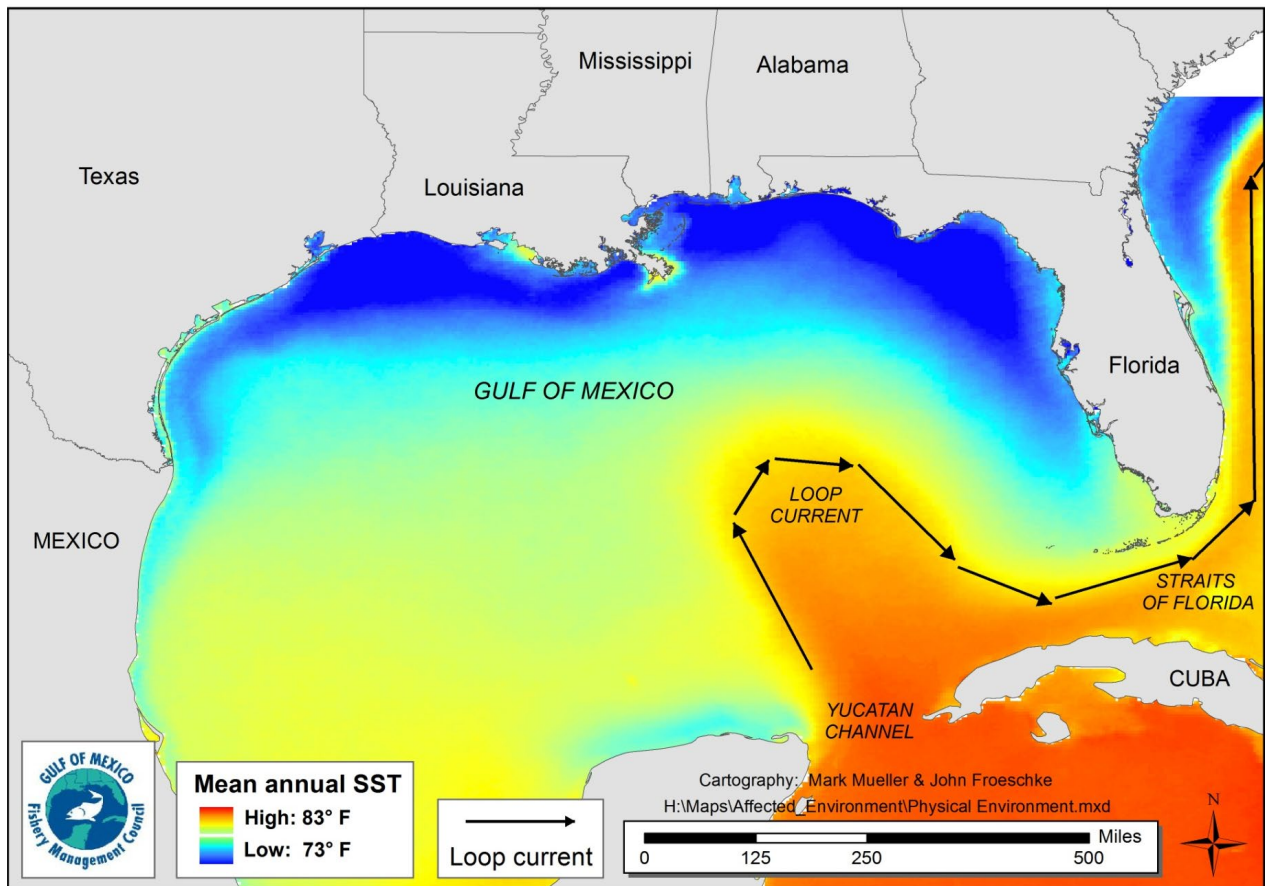 Mississippi
Alabama
Texas
Louisiana
GULF OF MEXICO
Florida
LOOP
CURRENT
MEXICO
STRAITS
OF FLORIDA
CUBA
YUCATAN
CHANNEL
GULF OF MEXICO
Fishery Management Council
Mean annual SST
High: 83° F
Low: 73° F
Loop current
Cartography: Mark Mueller & John Froeschke
H:\Maps\Affected_Environment\Physical Environment.mxd
Miles
0 125 250 500
N